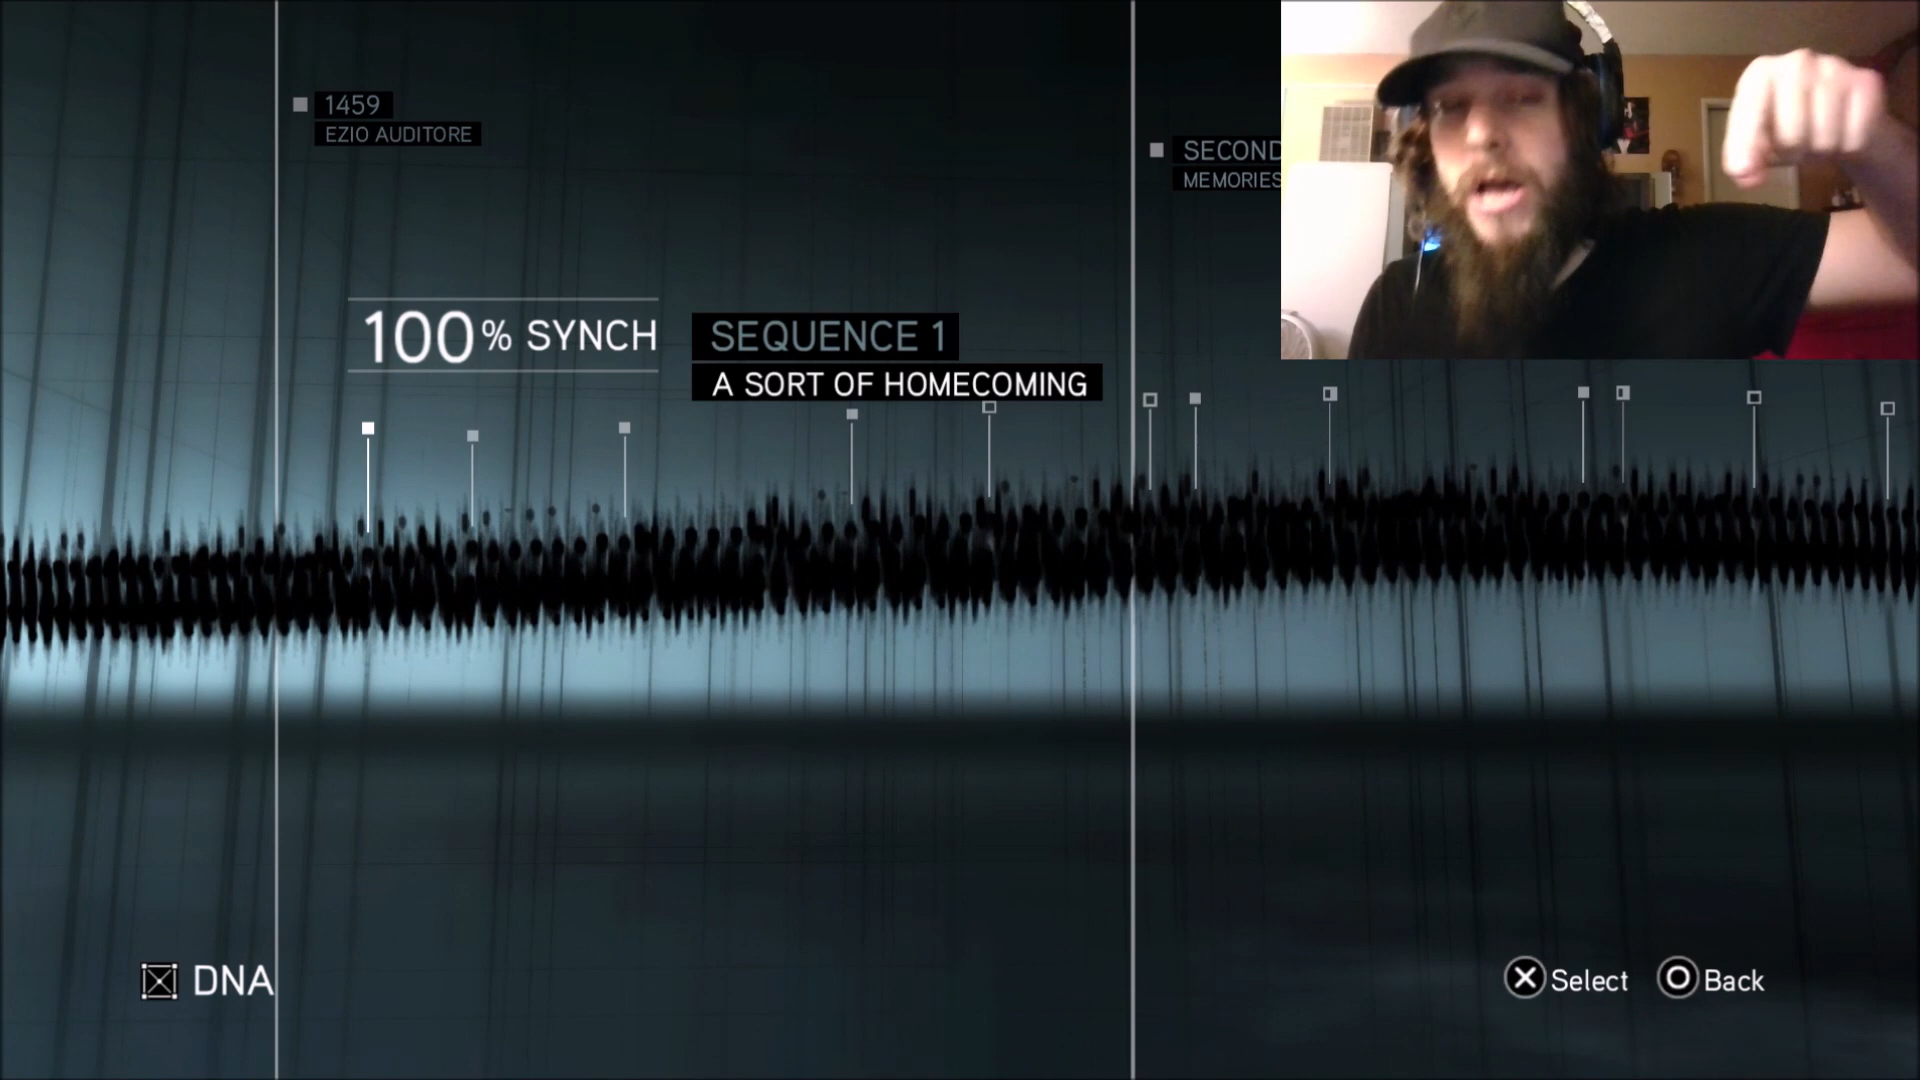 1459
EZIO AUDITORE
SECOND
MEMORIES
100% SYNCH
SEQUENCE 1
A SORT OF HOMECOMING
DNA
Select
Back